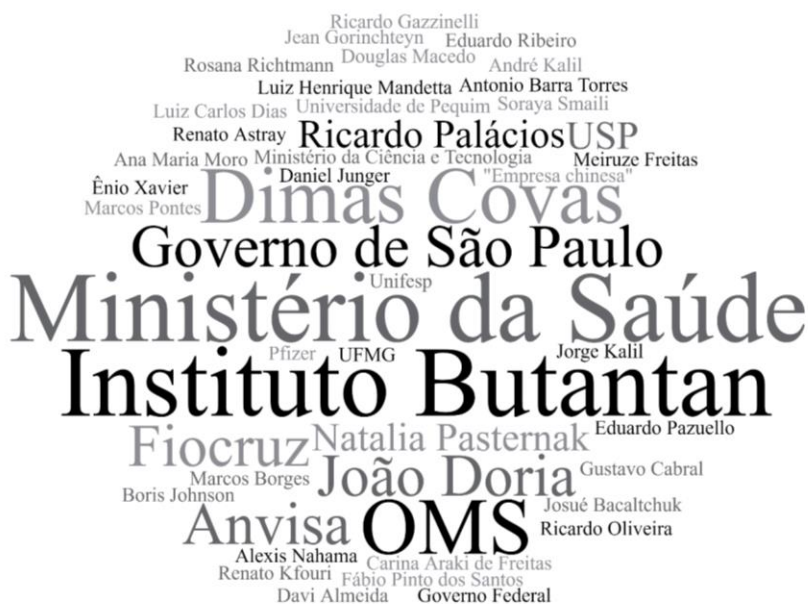 Ricardo Gazzinelli
Jean Gorinchteyn Eduardo Ribeiro
Douglas Macedo
Rosana Richtmann André Kalil
Luiz Henrique Mandetta Antonio Barra Torres
Luiz Carlos Dias Universidade de Pequim Soraya Smaili
Renato Astray Ricardo Palácios USP
Ana Maria Moro Ministério da Ciência e Tecnologia Meiruze Freitas
Daniel Junger "Empresa chinesa"
Ênio Xavier
Marcos Pontes Dimas Covas
Governo de São Paulo
Unifesp
Ministério da Saúde
Pfizer UFMG Jorge Kalil
Instituto Butantan
Eduardo Pazuello
Fiocruz Natalia Pasternak
João Doria Gustavo Cabral
Marcos Borges
Boris Johnson
Josué Bacaltchuk
Anvisa OMS Ricardo Oliveira
Alexis Nahama Carina Araki de Freitas
Renato Kfouri Fábio Pinto dos Santos
Davi Almeida Governo Federal